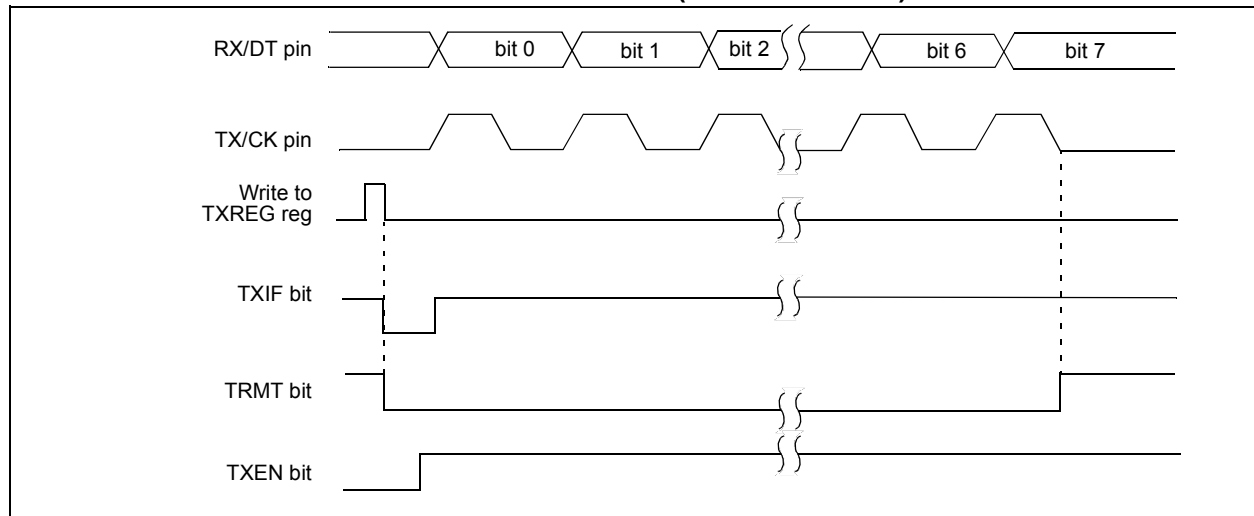 RX/DT pin
bit 0
bit 1
bit 2
bit 6
bit 7
TX/CK pin
Write to
TXREG reg
TXIF bit
TRMT bit
TXEN bit